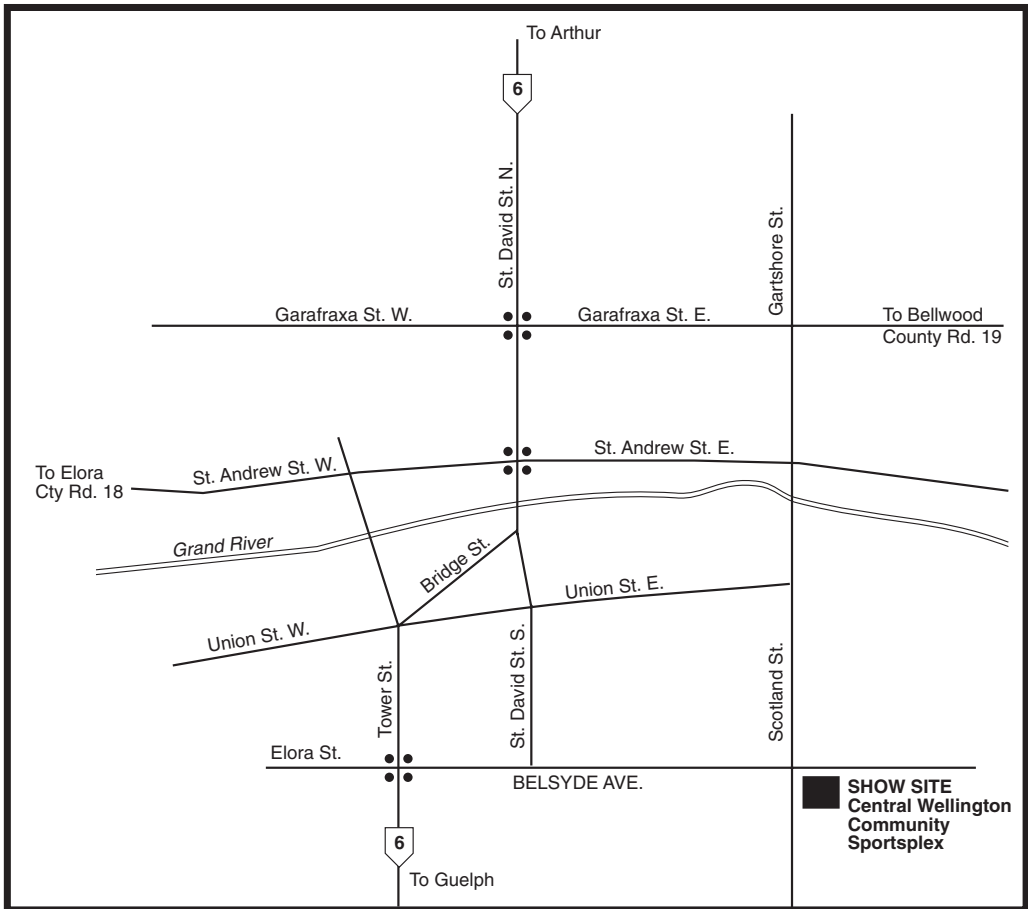 To Arthur
6
St. David St. N.
Gartshore St.
Garafraxa St. W.
Garafraxa St. E.
To Bellwood
County Rd. 19
St. Andrew St. E.
To Elora
Cty Rd. 18
St. Andrew St. W.
Grand River
Bridge St.
Union St. E.
Union St. W.
Tower St.
St. David St. S.
Scotland St.
Elora St.
BELSYDE AVE.
SHOW SITE
Central Wellington
Community
Sportsplex
6
To Guelph